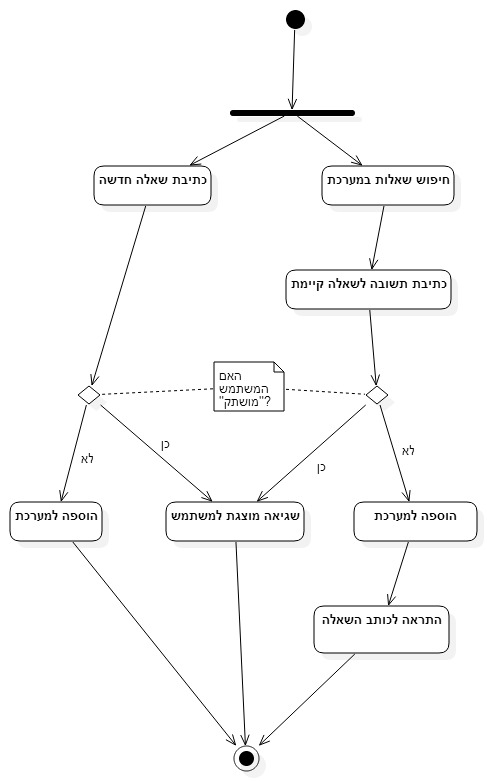 חיפוש שאלות במערכת
כתיבת שאלה חדשה
כתיבת תשובה לשאלה קיימת
האם
המשתמש
"מושתק"?
כן
לא
כן
לא
הוספה למערכת
שגיאה מוצגת למשתמש
הוספה למערכת
התראה לכותב השאלה